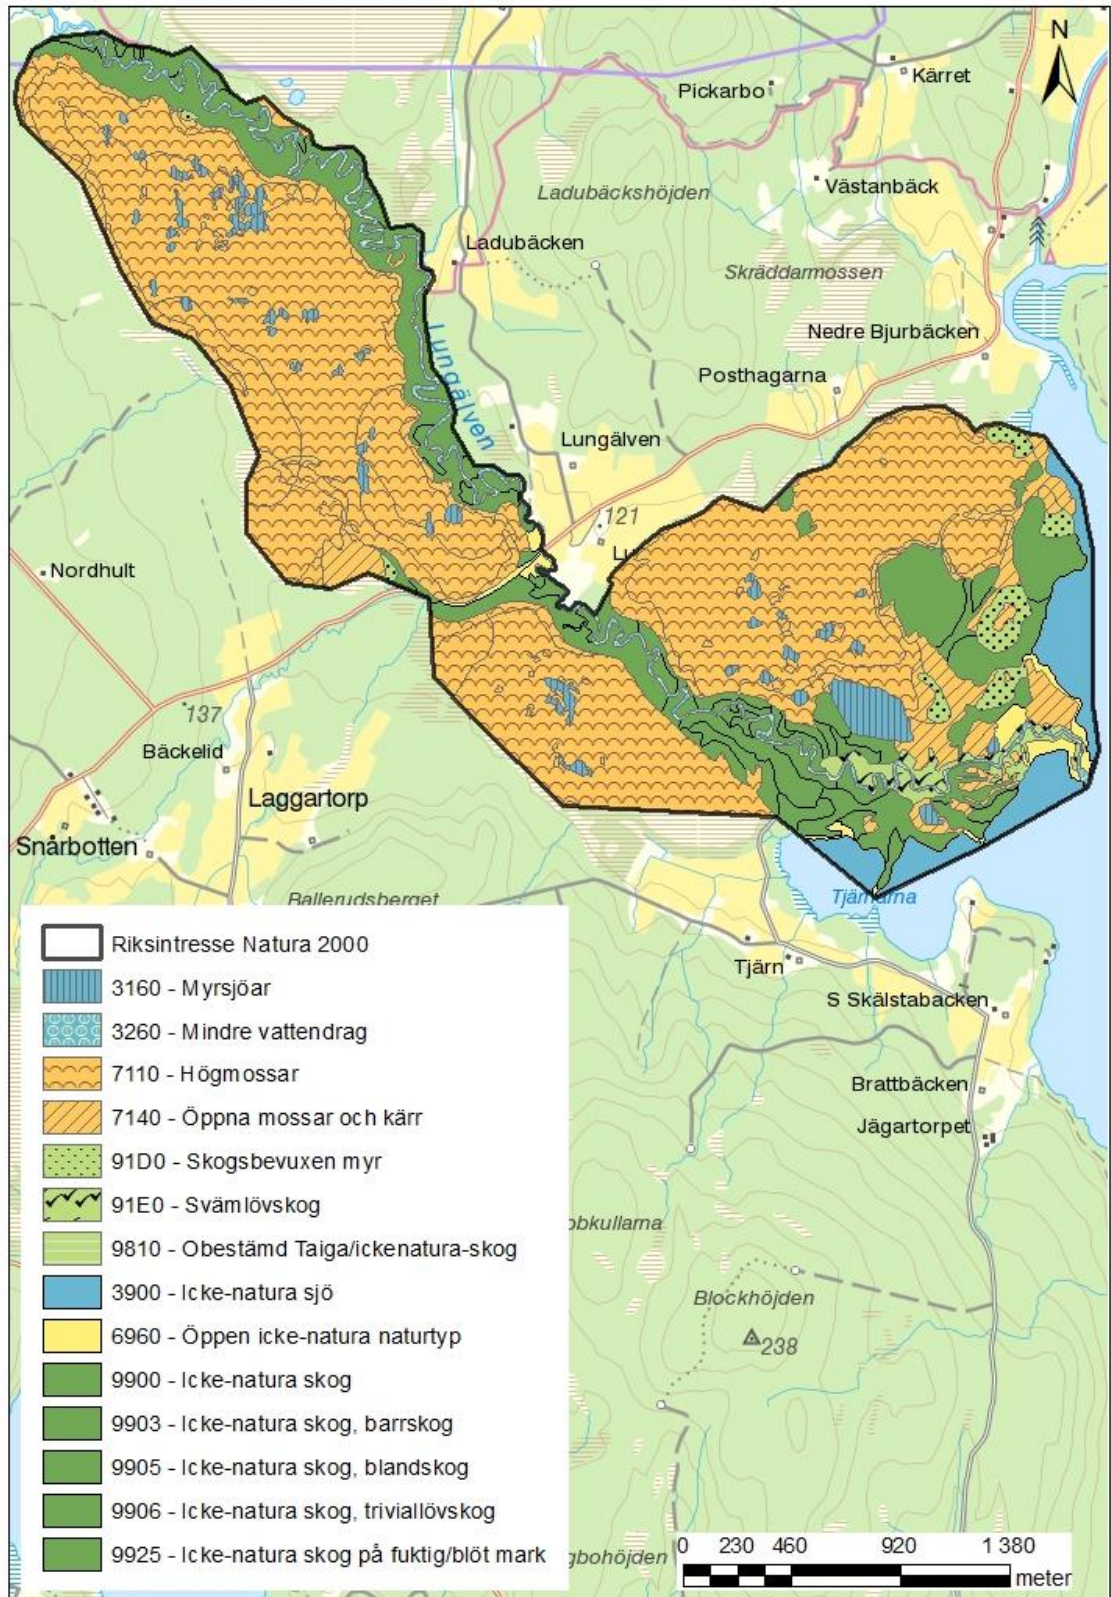 N
Pickarbo
Kärret
Ladubäckshöjden
Västanbäck
Ladubäcken
Skräddarmossen
Lungälven
Nedre Bjurbäcken
Posthagarna
Lungälven
121
Lu
Nordhult
137
Bäckelid
Laggartorp
Snårbotten
Ballerudsberget
Tjärnarna
Tjärn
S Skälstabacken
Brattbäcken
Jägartorpet
obkullarna
Blockhöjden
238
gbohöjden
Riksintresse Natura 2000
3160 - Myrsjöar
3260 - Mindre vattendrag
7110 - Högmossar
7140 - Öppna mossar och kärr
91D0 - Skogsbevuxen myr
91E0 - Svämlövskog
9810 - Obestämd Taiga/ickenatura-skog
3900 - Icke-natura sjö
6960 - Öppen icke-natura naturtyp
9900 - Icke-natura skog
9903 - Icke-natura skog, barrskog
9905 - Icke-natura skog, blandskog
9906 - Icke-natura skog, triviallövskog
9925 - Icke-natura skog på fuktig/blöt mark
0 230 460 920 1 380
meter